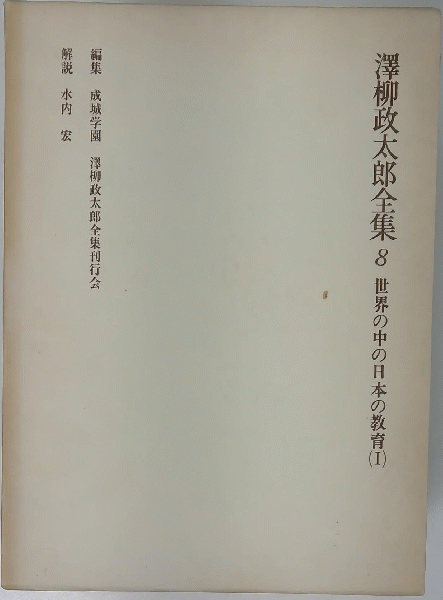 澤柳政太郎全集 8 世界の中の日本の教育(I)
編集 成城学園 澤柳政太郎全集刊行会
解説 水内 宏